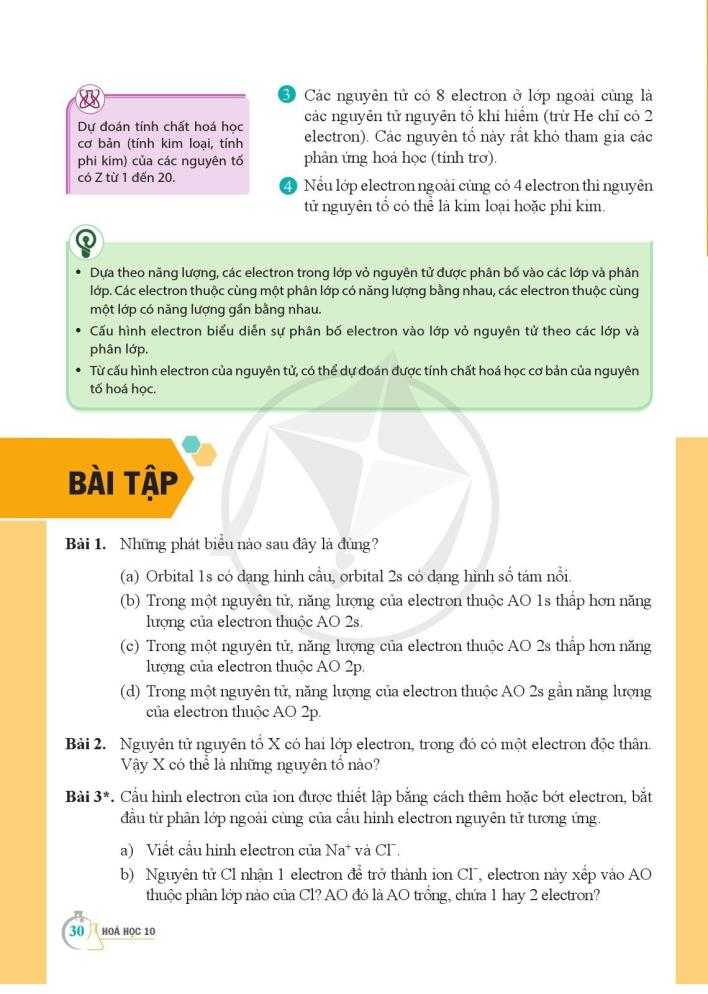 Dự đoán tính chất hoá học
cơ bản (tính kim loại, tính
phi kim) của các nguyên tố
có Z từ 1 đến 20.
3 Các nguyên tử có 8 electron ở lớp ngoài cùng là
các nguyên tử nguyên tố khí hiếm (trừ He chỉ có 2
electron). Các nguyên tố này rất khó tham gia các
phản ứng hoá học (tính trơ).
4 Nếu lớp electron ngoài cùng có 4 electron thì nguyên
tử nguyên tố có thể là kim loại hoặc phi kim.
• Dựa theo năng lượng, các electron trong lớp vỏ nguyên tử được phân bố vào các lớp và phân
lớp. Các electron thuộc cùng một phân lớp có năng lượng bằng nhau, các electron thuộc cùng
một lớp có năng lượng gần bằng nhau.
• Cấu hình electron biểu diễn sự phân bố electron vào lớp vỏ nguyên tử theo các lớp và
phân lớp.
• Từ cấu hình electron của nguyên tử, có thể dự đoán được tính chất hoá học cơ bản của nguyên
tố hoá học.
BÀI TẬP
Bài 1. Những phát biểu nào sau đây là đúng?
(a) Orbital 1s có dạng hình cầu, orbital 2s có dạng hình số tám nổi.
(b) Trong một nguyên tử, năng lượng của electron thuộc AO 1s thấp hơn năng
lượng của electron thuộc AO 2s.
(c) Trong một nguyên tử, năng lượng của electron thuộc AO 2s thấp hơn năng
lượng của electron thuộc AO 2p.
(d) Trong một nguyên tử, năng lượng của electron thuộc AO 2s gần năng lượng
của electron thuộc AO 2p.
Bài 2. Nguyên tử nguyên tố X có hai lớp electron, trong đó có một electron độc thân.
Vậy X có thể là những nguyên tố nào?
Bài 3*. Cấu hình electron của ion được thiết lập bằng cách thêm hoặc bớt electron, bắt
đầu từ phân lớp ngoài cùng của cấu hình electron nguyên tử tương ứng.
a) Viết cấu hình electron của Na⁺ và Cl⁻.
b) Nguyên tử Cl nhận 1 electron để trở thành ion Cl⁻, electron này xếp vào AO
thuộc phân lớp nào của Cl? AO đó là AO trống, chứa 1 hay 2 electron?
30 HOÁ HỌC 10